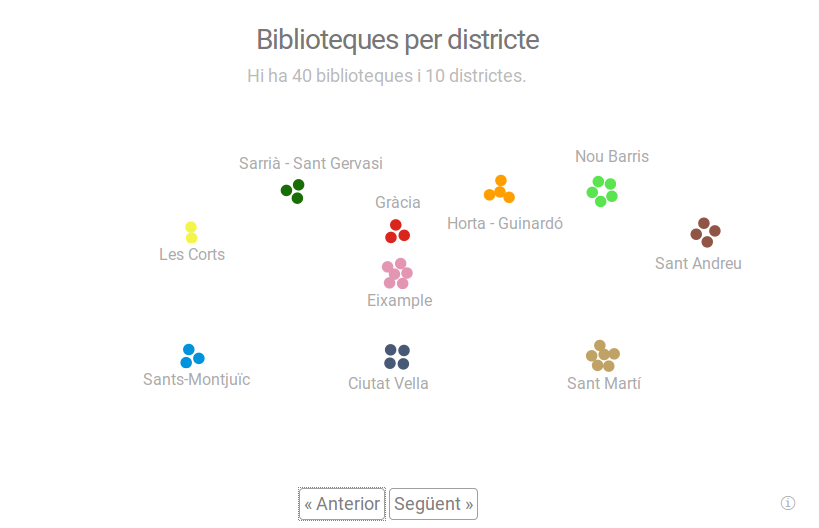 Biblioteques per districte
Hi ha 40 biblioteques i 10 districtes.
Nou Barris
Sarrià - Sant Gervasi
Gràcia
Horta - Guinardó
Les Corts
Sant Andreu
Eixample
Sants-Montjuïc
Ciutat Vella
Sant Martí
« Anterior
Següent »